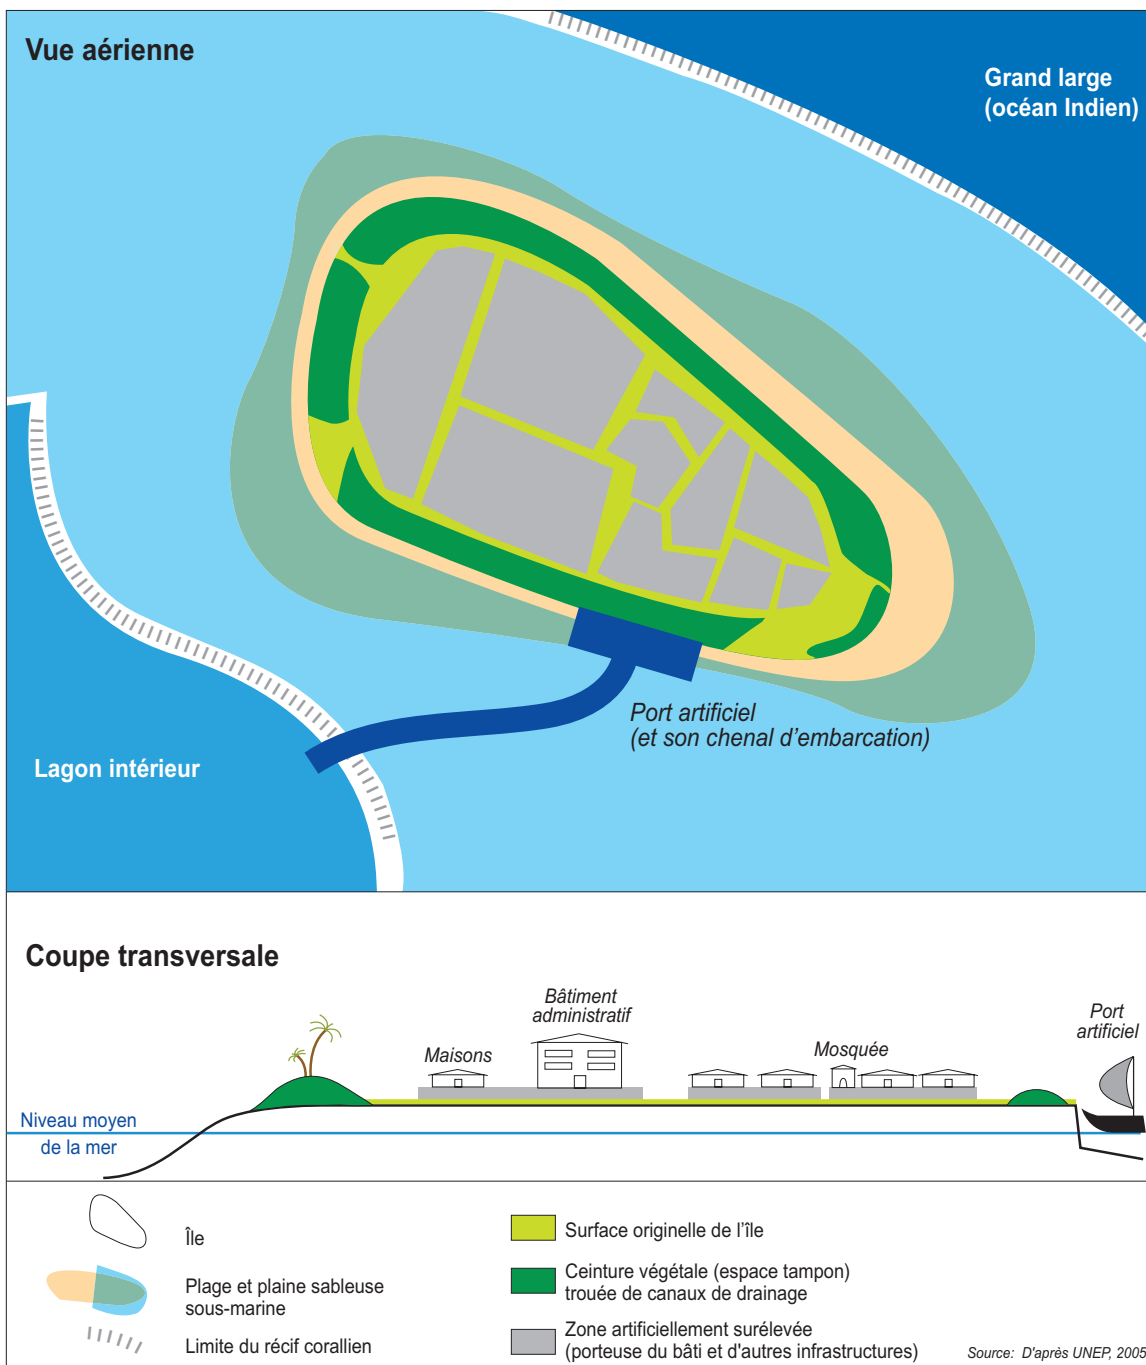 Vue aérienne
Grand large
(océan Indien)
Port artificiel
(et son chenal d'embarcation)
Lagon intérieur
Coupe transversale
Bâtiment
administratif
Maisons
Mosquée
Port
artificiel
Niveau moyen
de la mer
Île
Plage et plaine sableuse
sous-marine
Limite du récif corallien
Surface originelle de l'île
Ceinture végétale (espace tampon)
trouée de canaux de drainage
Zone artificiellement surélevée
(porteuse du bâti et d'autres infrastructures)
Source: D'après UNEP, 2005